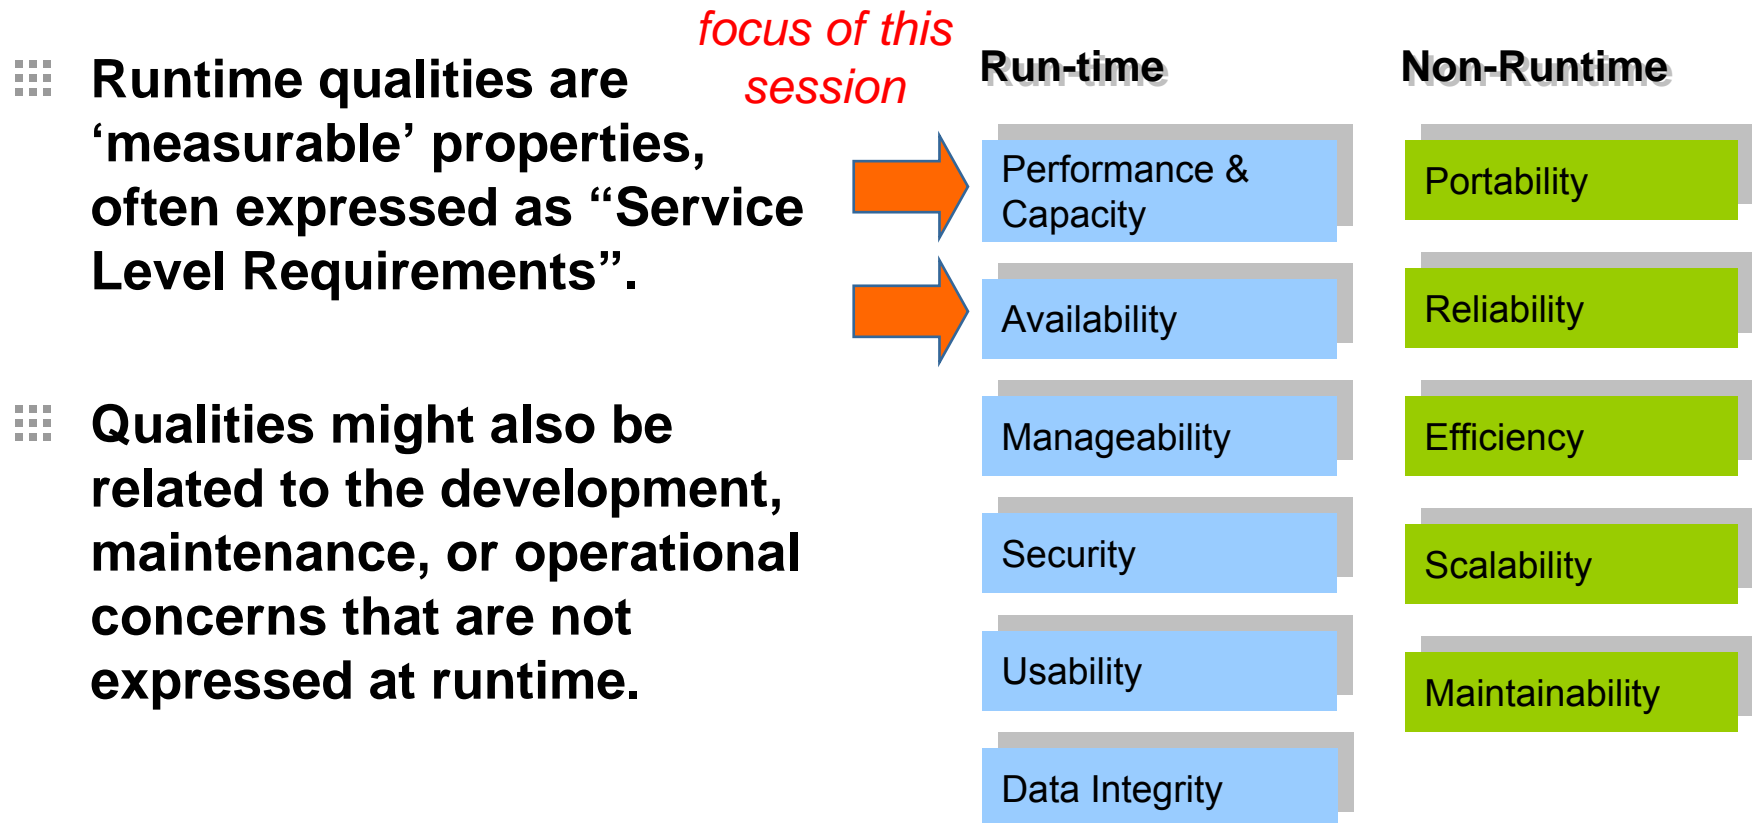 focus of this
session
Runtime qualities are
‘measurable’ properties,
often expressed as “Service
Level Requirements”.
Qualities might also be
related to the development,
maintenance, or operational
concerns that are not
expressed at runtime.
Run-time
Performance &
Capacity
Availability
Manageability
Security
Usability
Data Integrity
Non-Runtime
Portability
Reliability
Efficiency
Scalability
Maintainability